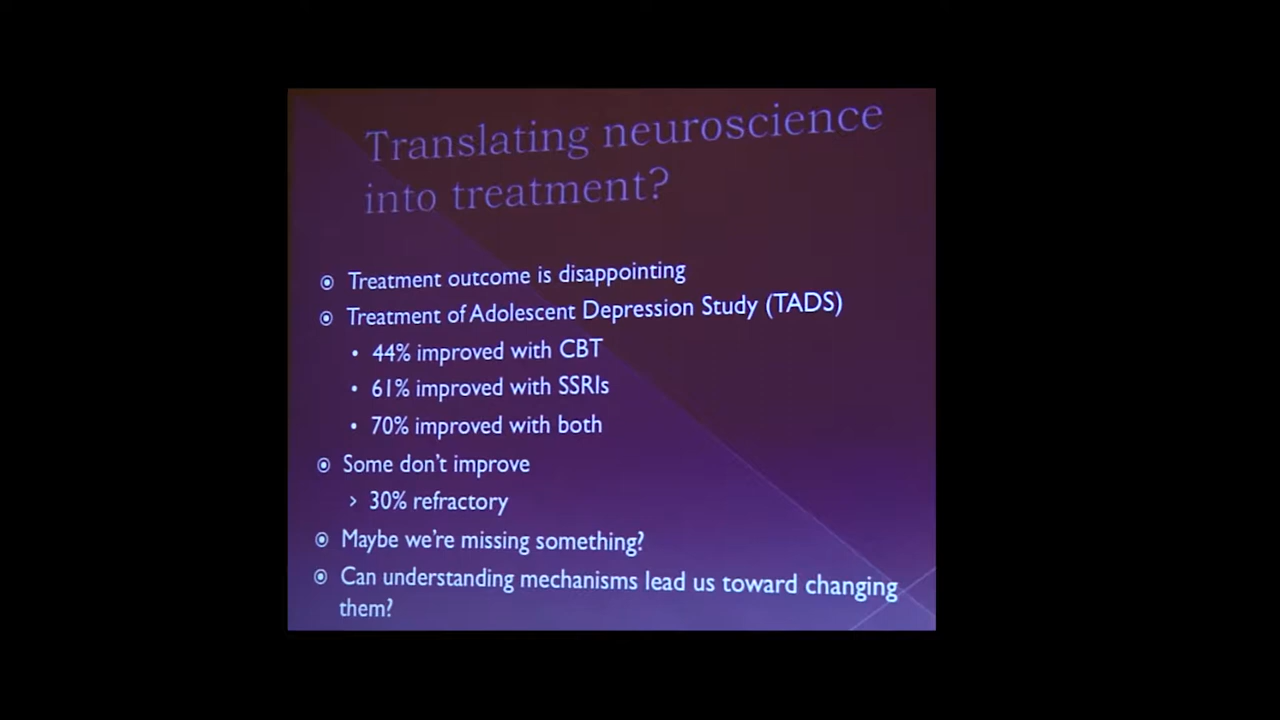 Translating neuroscience
into treatment?
Treatment outcome is disappointing
Treatment of Adolescent Depression Study (TADS)
44% improved with CBT
61% improved with SSRIs
70% improved with both
Some don't improve
> 30% refractory
Maybe we're missing something?
Can understanding mechanisms lead us toward changing
them?